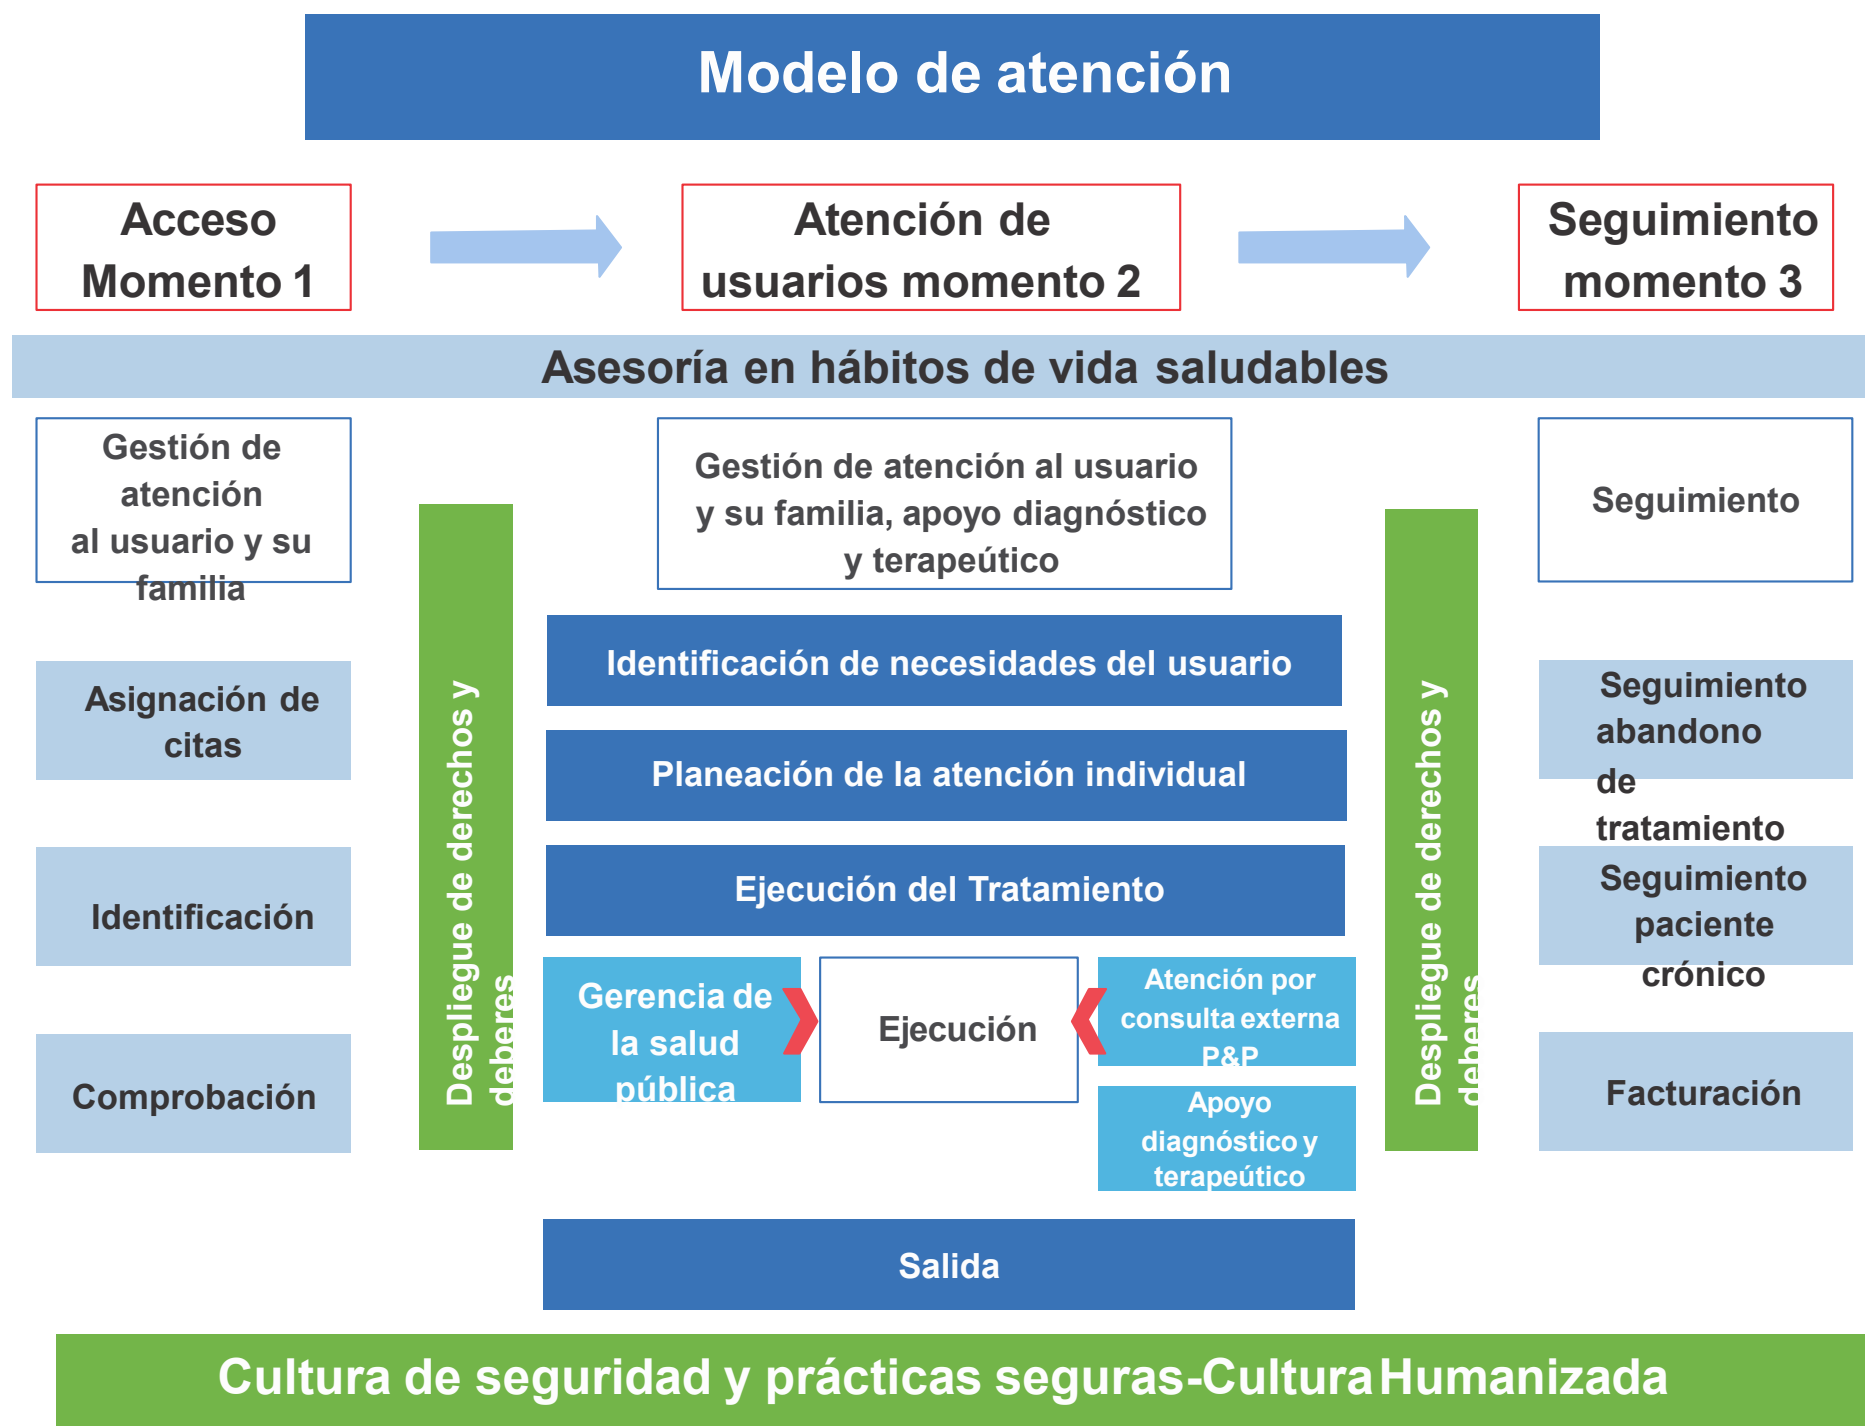 Modelo de atención
Acceso
Momento 1
Atención de
usuarios momento 2
Seguimiento
momento 3
Asesoría en hábitos de vida saludables
Gestión de
atención
al usuario y su
familia
Asignación de
citas
Identificación
Comprobación
Despliegue de derechos y
deberes
Gestión de atención al usuario
y su familia, apoyo diagnóstico
y terapeútico
Identificación de necesidades del usuario
Planeación de la atención individual
Ejecución del Tratamiento
Gerencia de
la salud
pública
Ejecución
Atención por
consulta externa
P&P
Apoyo
diagnóstico y
terapeútico
Salida
Despliegue de derechos y
deberes
Seguimiento
Seguimiento
abandono
de
tratamiento
Seguimiento
paciente
crónico
Facturación
Cultura de seguridad y prácticas seguras-Cultura Humanizada